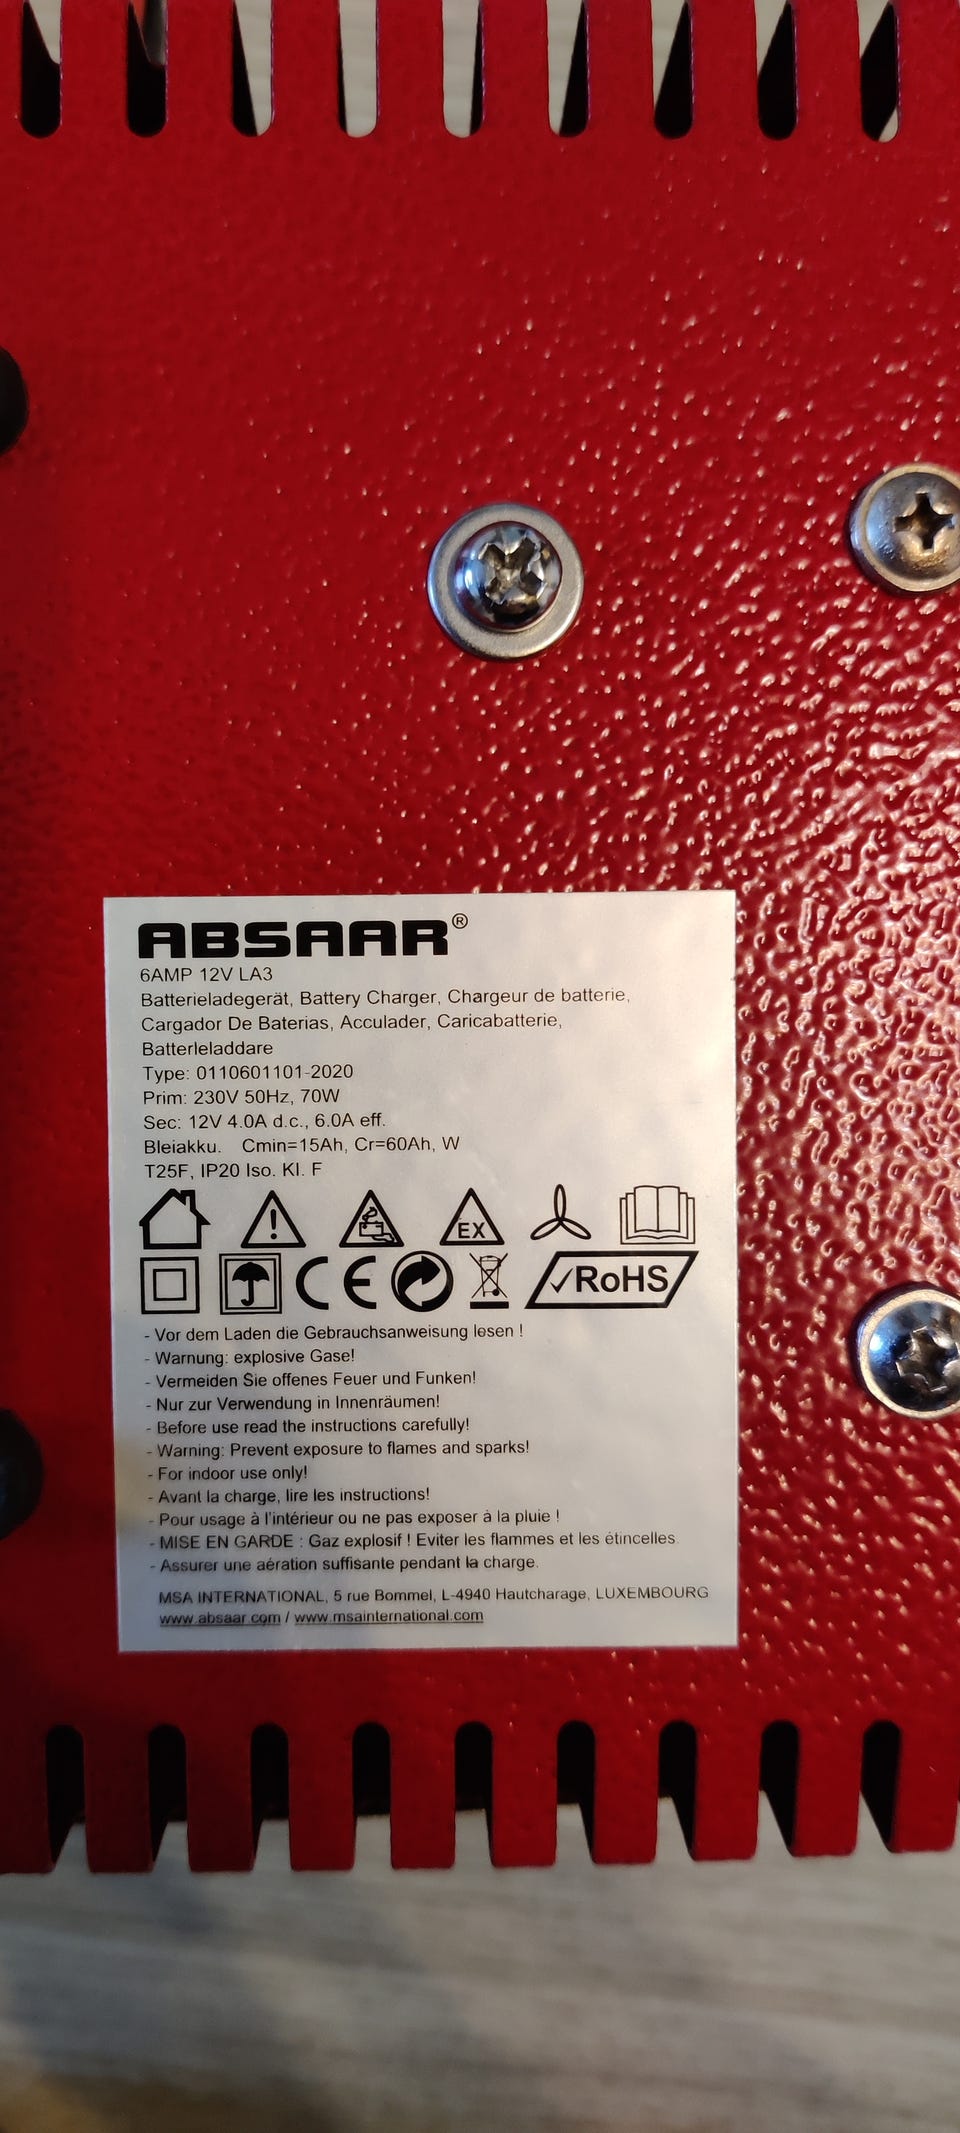 ABSAAR®
6AMP 12V LA3
Batterieladegerät, Battery Charger, Chargeur de batterie,
Cargador De Baterias, Acculader, Caricabatterie,
Batterleladdare
Type: 0110601101-2020
Prim: 230V 50Hz, 70W
Sec: 12V 4.0A d.c., 6.0A eff.
Bleiakku. Cmin=15Ah, Cr=60Ah, W
T25F, IP20 Iso. Kl. F
EX
CE ✓RoHS
- Vor dem Laden die Gebrauchsanweisung lesen !
- Warnung: explosive Gase!
- Vermeiden Sie offenes Feuer und Funken!
- Nur zur Verwendung in Innenräumen!
- Before use read the instructions carefully!
- Warning: Prevent exposure to flames and sparks!
- For indoor use only!
- Avant la charge, lire les instructions!
- Pour usage à l'intérieur ou ne pas exposer à la pluie !
- MISE EN GARDE : Gaz explosif ! Eviter les flammes et les étincelles.
- Assurer une aération suffisante pendant la charge.
MSA INTERNATIONAL, 5 rue Bommel, L-4940 Hautcharage, LUXEMBOURG
www.absaar.com / www.msainternational.com